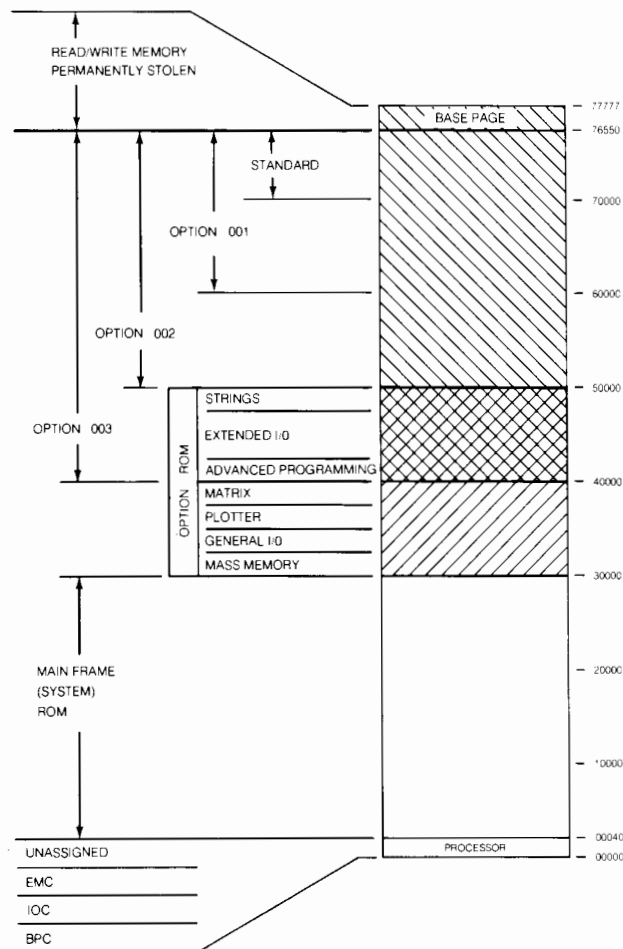 READ/WRITE MEMORY
PERMANENTLY STOLEN
77777
BASE PAGE
76550
STANDARD
70000
OPTION 001
60000
OPTION 002
50000
OPTION 003
OPTION ROM
STRINGS
EXTENDED I/O
ADVANCED PROGRAMMING
40000
MATRIX
PLOTTER
GENERAL I/O
MASS MEMORY
30000
MAIN FRAME
(SYSTEM)
ROM
20000
10000
00040
UNASSIGNED
PROCESSOR
00000
EMC
IOC
BPC